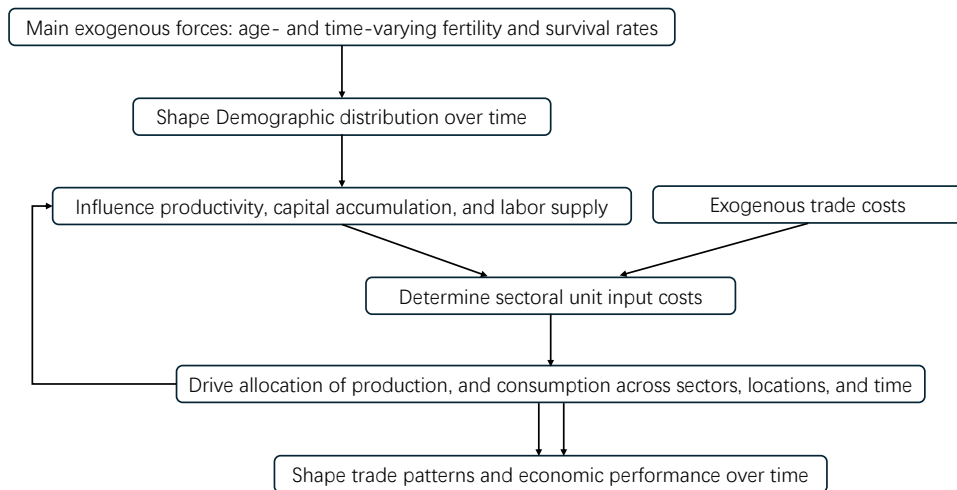 Main exogenous forces: age- and time-varying fertility and survival rates
Shape Demographic distribution over time
Influence productivity, capital accumulation, and labor supply
Exogenous trade costs
Determine sectoral unit input costs
Drive allocation of production, and consumption across sectors, locations, and time
Shape trade patterns and economic performance over time